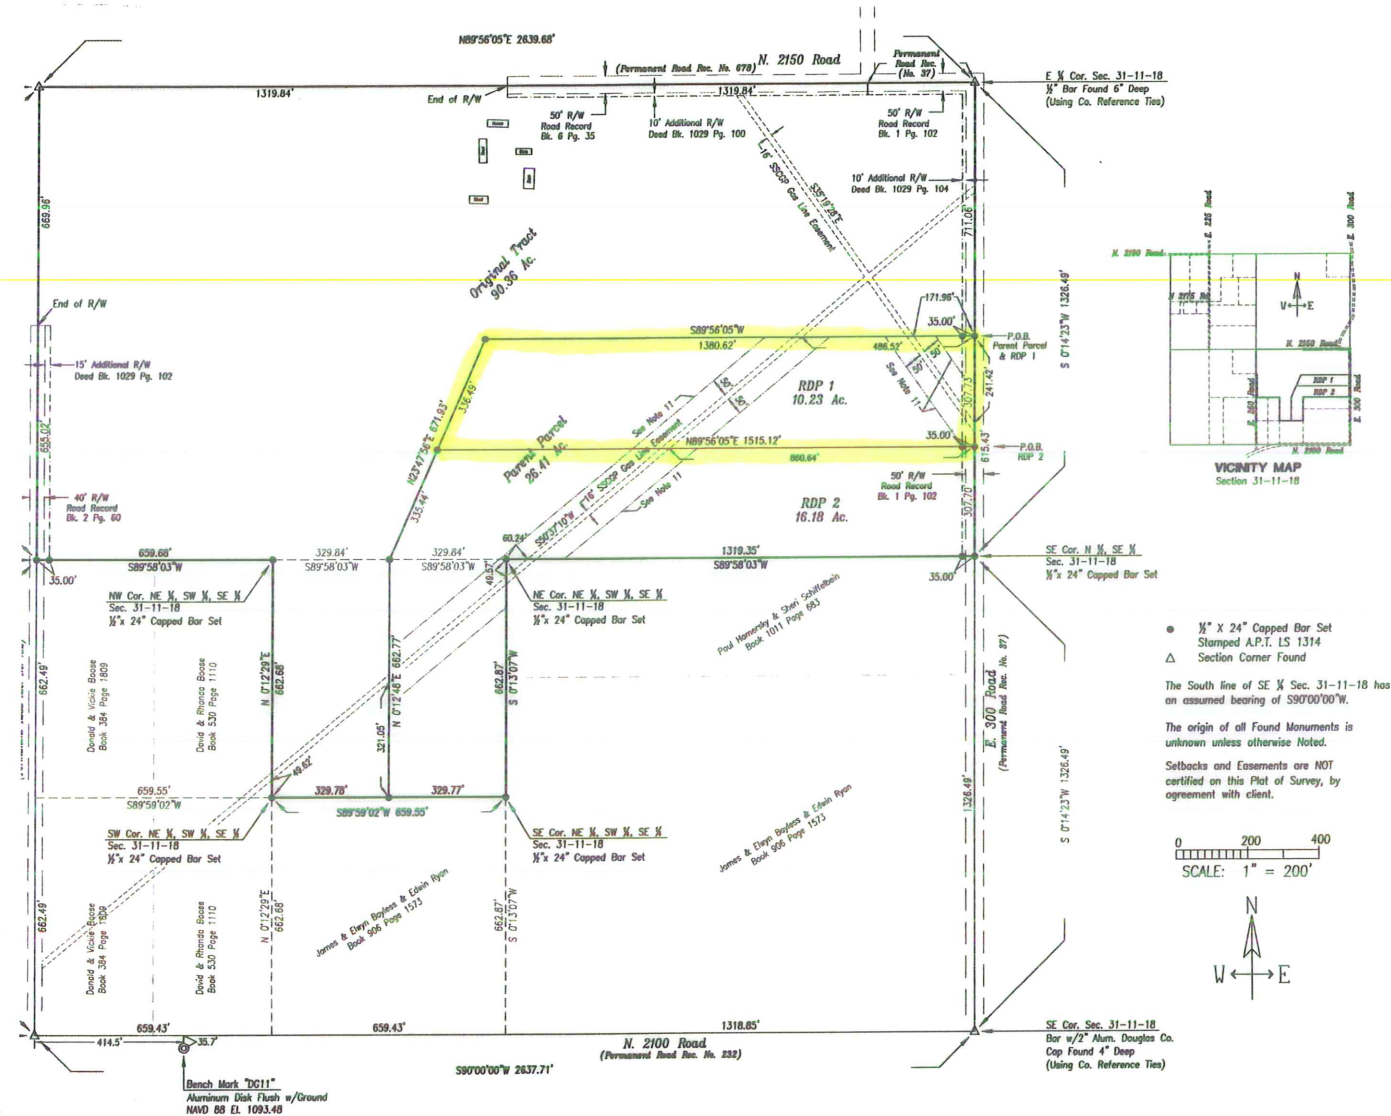 N89°56'05"E 2639.68'
N. 2150 Road
(Permanent Road Rec. No. 678)
Permanent
Road Rec.
(No. 37)
E ¼ Cor. Sec. 31-11-18
½" Bar Found 6" Deep
(Using Co. Reference Ties)
1319.84'
End of R/W
1319.84'
50' R/W
Road Record
Bk. 6 Pg. 35
10' Additional R/W
Deed Bk. 1029 Pg. 100
50' R/W
Road Record
Bk. 1 Pg. 102
16' SSCGP Gas Line Easement
S35°19'28"E
10' Additional R/W
Deed Bk. 1029 Pg. 104
669.96'
711.06'
Original Tract
90.36 Ac.
S 0°14'23"W 1326.49'
End of R/W
171.96'
35.00'
S89°56'05"W
1380.62'
486.52'
P.O.B.
Parent Parcel
& RDP 1
15' Additional R/W
Deed Bk. 1029 Pg. 102
50'
50'
50'
50'
See Note 11
RDP 1
10.23 Ac.
336.49'
N23°47'56"E 671.93'
307.73'
241.42'
See Note 11
Parent Parcel
26.41 Ac.
N89°56'05"E 1515.12'
860.64'
35.00'
615.43'
P.O.B.
RDP 2
655.02'
40' R/W
Road Record
Bk. 2 Pg. 60
335.44'
S50°37'10"W
16' SSCGP Gas Line Easement
See Note 11
50' R/W
Road Record
Bk. 1 Pg. 102
RDP 2
16.18 Ac.
307.70'
659.68'
S89°58'03"W
329.84'
S89°58'03"W
329.84'
S89°58'03"W
60.24'
49.57'
1319.35'
S89°58'03"W
35.00'
35.00'
SE Cor. N ½, SE ¼
Sec. 31-11-18
½"x 24" Capped Bar Set
NW Cor. NE ¼, SW ¼, SE ¼
Sec. 31-11-18
½"x 24" Capped Bar Set
NE Cor. NE ¼, SW ¼, SE ¼
Sec. 31-11-18
½"x 24" Capped Bar Set
Paul Hamersky & Sheri Schiffelbein
Book 1011 Page 683
662.49'
Donald & Vickie Boose
Book 384 Page 1809
David & Rhonda Boose
Book 530 Page 1110
N 0°12'29"E
662.68'
N 0°12'48"E 662.77'
321.05'
662.87'
S 0°13'07"W
E. 300 Road
(Permanent Road Rec. No. 37)
49.62'
659.55'
S89°59'02"W
329.78'
329.77'
S89°59'02"W 659.55'
1326.49'
S 0°14'23"W 1326.49'
SW Cor. NE ¼, SW ¼, SE ¼
Sec. 31-11-18
½"x 24" Capped Bar Set
SE Cor. NE ¼, SW ¼, SE ¼
Sec. 31-11-18
½"x 24" Capped Bar Set
James & Elwyn Bayless & Edwin Ryan
Book 906 Page 1573
James & Elwyn Bayless & Edwin Ryan
Book 906 Page 1573
662.49'
Donald & Vickie Boose
Book 384 Page 1809
David & Rhonda Boose
Book 530 Page 1110
N 0°12'29"E
662.68'
662.87'
S 0°13'07"W
659.43'
659.43'
1318.85'
414.5'
35.7'
N. 2100 Road
(Permanent Road Rec. No. 232)
S90°00'00"W 2637.71'
Bench Mark "DG11"
Aluminum Disk Flush w/Ground
NAVD 88 El. 1093.48
SE Cor. Sec. 31-11-18
Bar w/2" Alum. Douglas Co.
Cap Found 4" Deep
(Using Co. Reference Ties)
E. 225 Road
E. 300 Road
N. 2190 Road
N 2175 Rd
N
W E
N. 2150 Road
RDP 1
RDP 2
E. 250 Road
E. 300 Road
N. 2100 Road
VICINITY MAP
Section 31-11-18
½" X 24" Capped Bar Set
Stamped A.P.T. LS 1314
Section Corner Found
The South line of SE ¼ Sec. 31-11-18 has
an assumed bearing of S90°00'00"W.
The origin of all Found Monuments is
unknown unless otherwise Noted.
Setbacks and Easements are NOT
certified on this Plat of Survey, by
agreement with client.
0 200 400
SCALE: 1" = 200'
N
W E